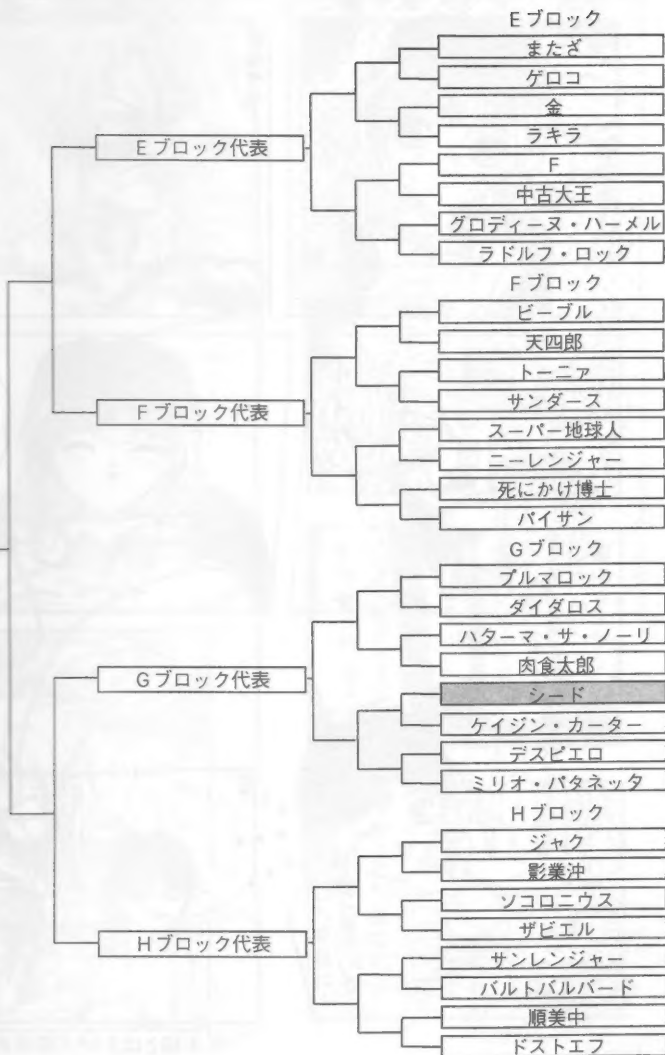 Eブロック
またざ
ゲロコ
金
ラキラ
Eブロック代表
F
中古大王
グロディーヌ・ハーメル
ラドルフ・ロック
Fブロック
ビーブル
天四郎
トーニァ
サンダース
Fブロック代表
スーパー地球人
ニーレンジャー
死にかけ博士
パイサン
Gブロック
プルマロック
ダイダロス
ハターマ・サ・ノーリ
肉食太郎
Gブロック代表
シード
ケイジン・カーター
デスピエロ
ミリオ・パタネッタ
Hブロック
ジャク
影業沖
ソコロニウス
ザビエル
Hブロック代表
サンレンジャー
バルトバルバード
順美中
ドストエフ